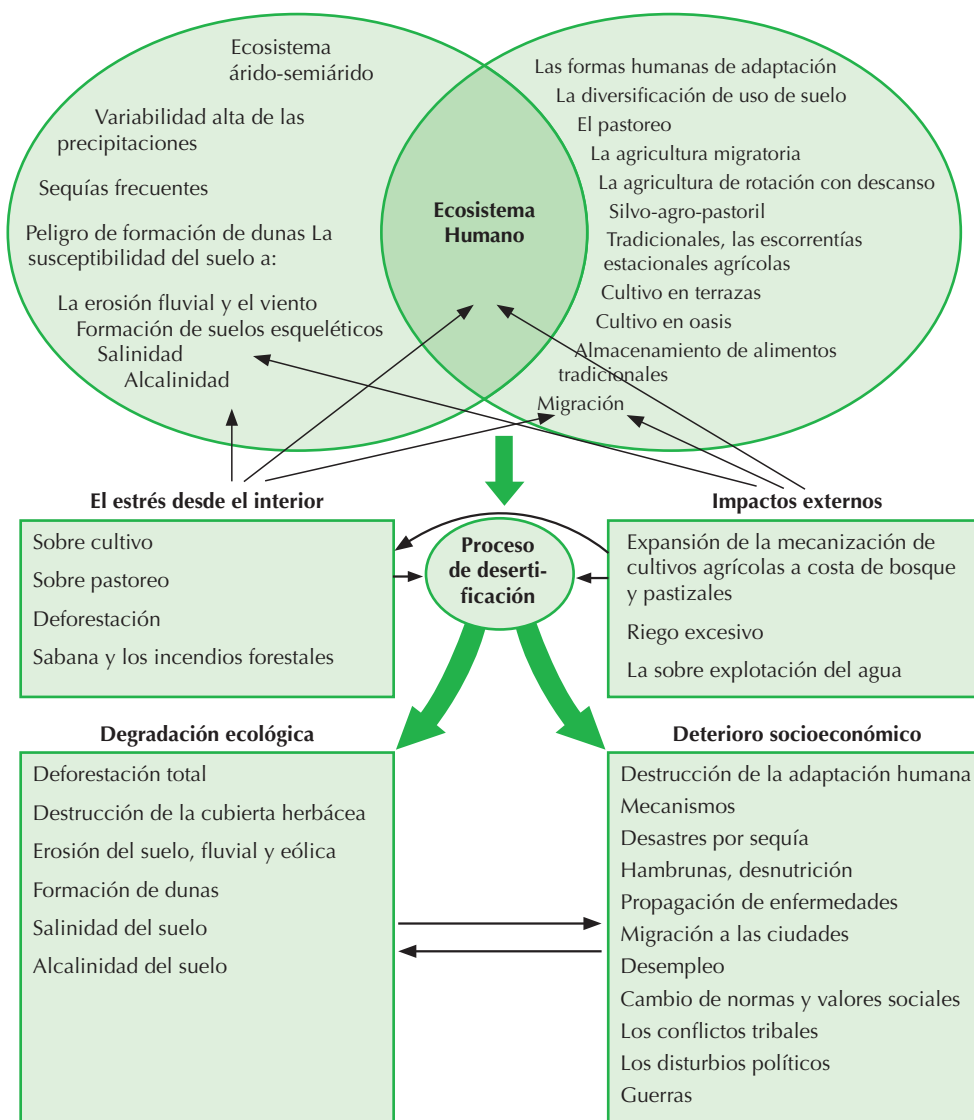 Ecosistema
árido-semiárido
Variabilidad alta de las
precipitaciones
Sequías frecuentes
Peligro de formación de dunas La
susceptibilidad del suelo a:
La erosión fluvial y el viento
Formación de suelos esqueléticos
Salinidad
Alcalinidad
Ecosistema
Humano
Las formas humanas de adaptación
La diversificación de uso de suelo
El pastoreo
La agricultura migratoria
La agricultura de rotación con descanso
Silvo-agro-pastoril
Tradicionales, las escorrentías
estacionales agrícolas
Cultivo en terrazas
Cultivo en oasis
Almacenamiento de alimentos
tradicionales
Migración
El estrés desde el interior
Sobre cultivo
Sobre pastoreo
Deforestación
Sabana y los incendios forestales
Proceso
de deserti-
ficación
Impactos externos
Expansión de la mecanización de
cultivos agrícolas a costa de bosque
y pastizales
Riego excesivo
La sobre explotación del agua
Degradación ecológica
Deforestación total
Destrucción de la cubierta herbácea
Erosión del suelo, fluvial y eólica
Formación de dunas
Salinidad del suelo
Alcalinidad del suelo
Deterioro socioeconómico
Destrucción de la adaptación humana
Mecanismos
Desastres por sequía
Hambrunas, desnutrición
Propagación de enfermedades
Migración a las ciudades
Desempleo
Cambio de normas y valores sociales
Los conflictos tribales
Los disturbios políticos
Guerras